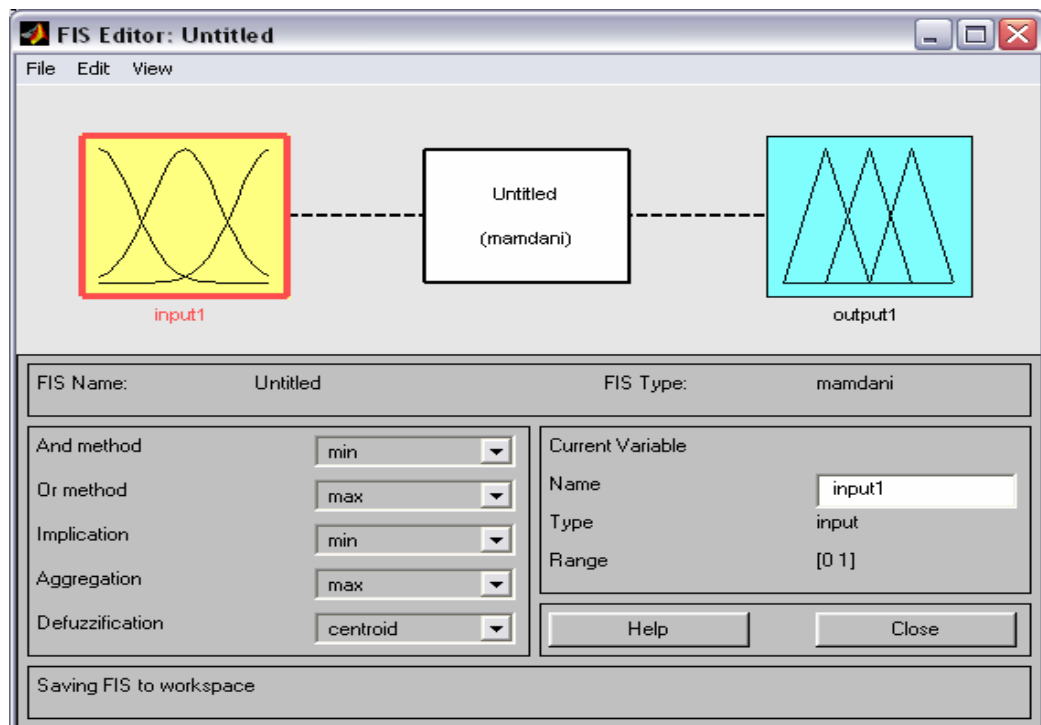 FIS Editor: Untitled
File Edit View
Untitled
(mamdani)
input1
output1
FIS Name: Untitled FIS Type: mamdani
And method min
Or method max
Implication min
Aggregation max
Defuzzification centroid
Current Variable
Name input1
Type input
Range [0 1]
Help Close
Saving FIS to workspace